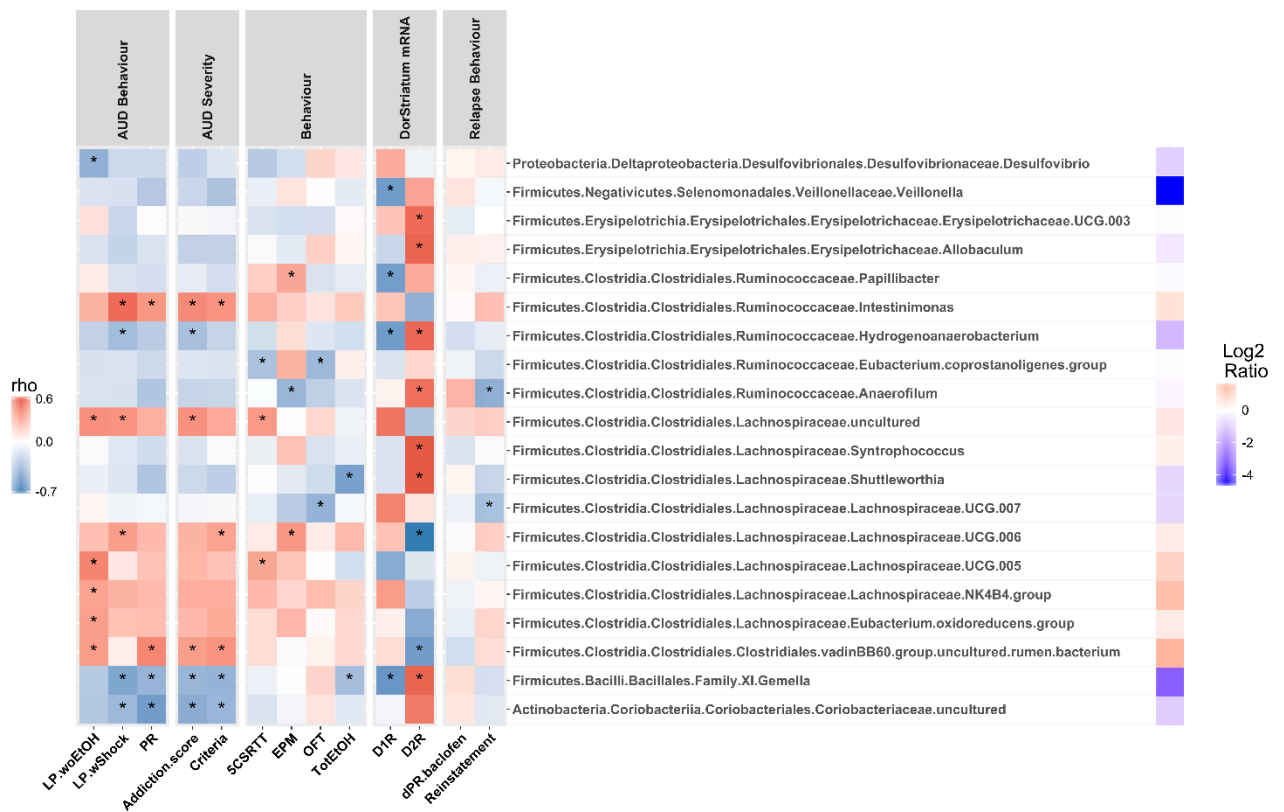 AUD Behaviour
AUD Severity
Behaviour
DorStriatum mRNA
Relapse Behaviour
*
Proteobacteria.Deltaproteobacteria.Desulfovibrionales.Desulfovibrionaceae.Desulfovibrio
*
Firmicutes.Negativicutes.Selenomonadales.Veillonellaceae.Veillonella
*
Firmicutes.Erysipelotrichia.Erysipelotrichales.Erysipelotrichaceae.Erysipelotrichaceae.UCG.003
*
Firmicutes.Erysipelotrichia.Erysipelotrichales.Erysipelotrichaceae.Allobaculum
* *
Firmicutes.Clostridia.Clostridiales.Ruminococcaceae.Papillibacter
* * * *
Firmicutes.Clostridia.Clostridiales.Ruminococcaceae.Intestinimonas
* * * *
Firmicutes.Clostridia.Clostridiales.Ruminococcaceae.Hydrogenoanaerobacterium
* *
Firmicutes.Clostridia.Clostridiales.Ruminococcaceae.Eubacterium.coprostanoligenes.group
* * *
Firmicutes.Clostridia.Clostridiales.Ruminococcaceae.Anaerofilum
* * * *
Firmicutes.Clostridia.Clostridiales.Lachnospiraceae.uncultured
*
Firmicutes.Clostridia.Clostridiales.Lachnospiraceae.Syntrophococcus
* *
Firmicutes.Clostridia.Clostridiales.Lachnospiraceae.Shuttleworthia
* *
Firmicutes.Clostridia.Clostridiales.Lachnospiraceae.Lachnospiraceae.UCG.007
* * * *
Firmicutes.Clostridia.Clostridiales.Lachnospiraceae.Lachnospiraceae.UCG.006
* *
Firmicutes.Clostridia.Clostridiales.Lachnospiraceae.Lachnospiraceae.UCG.005
*
Firmicutes.Clostridia.Clostridiales.Lachnospiraceae.Lachnospiraceae.NK4B4.group
*
Firmicutes.Clostridia.Clostridiales.Lachnospiraceae.Eubacterium.oxidoreducens.group
* * * * *
Firmicutes.Clostridia.Clostridiales.Clostridiales.vadinBB60.group.uncultured.rumen.bacterium
* * * * * * *
Firmicutes.Bacilli.Bacillales.Family.XI.Gemella
* * * *
Actinobacteria.Coriobacteriia.Coriobacteriales.Coriobacteriaceae.uncultured
LP.woEtOH
LP.wShock
PR
Addiction.score
Criteria
5CSRTT
EPM
OFT
TotEtOH
D1R
D2R
dPR.baclofen
Reinstatement
rho
0.6
0.0
-0.7
Log2
Ratio
0
-2
-4